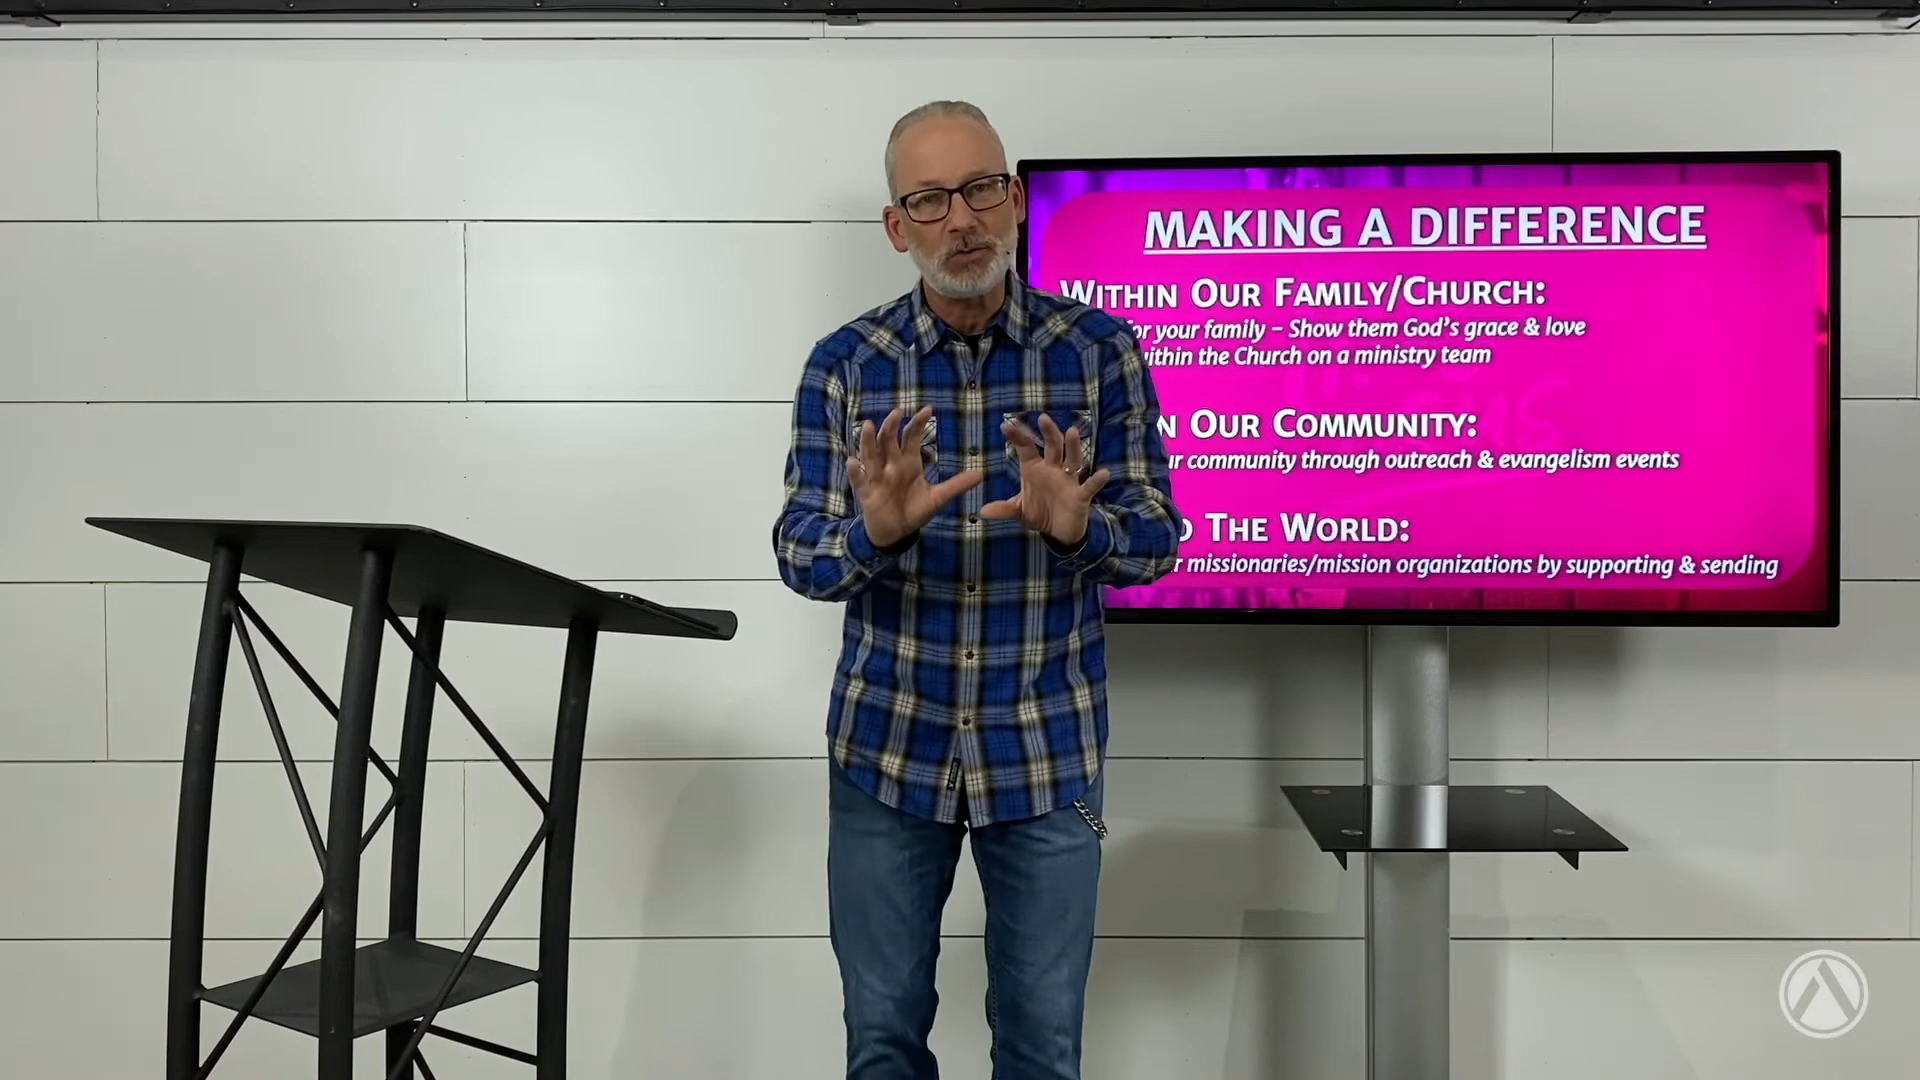 MAKING A DIFFERENCE
WITHIN OUR FAMILY/CHURCH:
for your family – Show them God's grace & love
within the Church on a ministry team
OUR COMMUNITY:
community through outreach & evangelism events
THE WORLD:
missionaries/mission organizations by supporting & sending